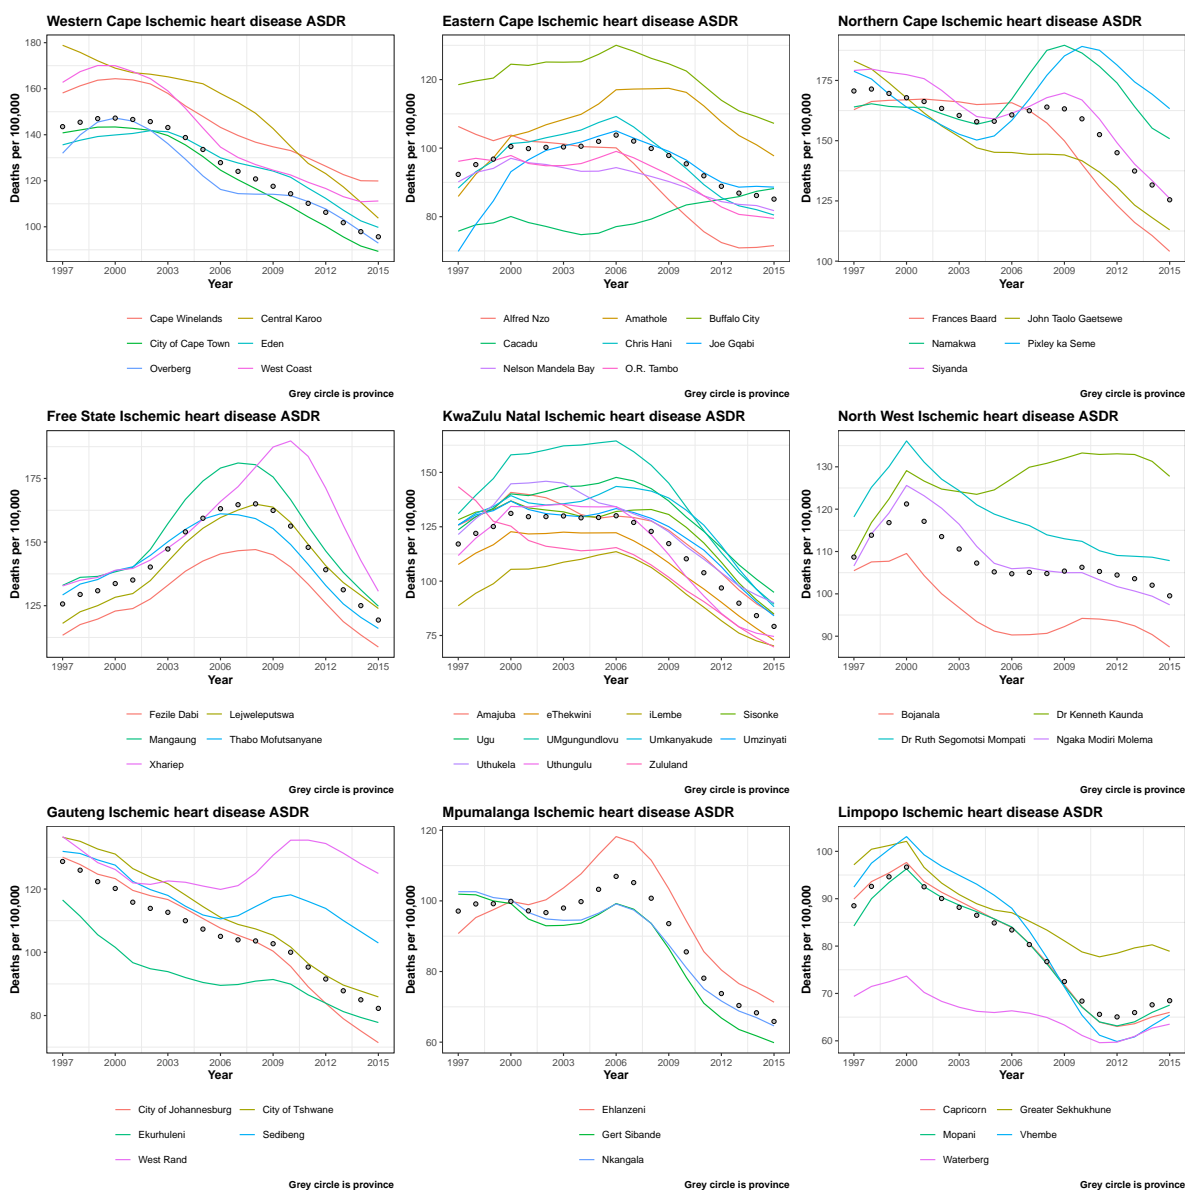 Western Cape Ischemic heart disease ASDR
Deaths per 100,000
180
160
140
120
100
1997 2000 2003 2006 2009 2012 2015
Year
Cape Winelands Central Karoo
City of Cape Town Eden
Overberg West Coast
Grey circle is province
Eastern Cape Ischemic heart disease ASDR
Deaths per 100,000
120
100
80
1997 2000 2003 2006 2009 2012 2015
Year
Alfred Nzo Amathole Buffalo City
Cacadu Chris Hani Joe Gqabi
Nelson Mandela Bay O.R. Tambo
Grey circle is province
Northern Cape Ischemic heart disease ASDR
Deaths per 100,000
175
150
125
100
1997 2000 2003 2006 2009 2012 2015
Year
Frances Baard John Taolo Gaetsewe
Namakwa Pixley ka Seme
Siyanda
Grey circle is province
Free State Ischemic heart disease ASDR
Deaths per 100,000
175
150
125
1997 2000 2003 2006 2009 2012 2015
Year
Fezile Dabi Lejweleputswa
Mangaung Thabo Mofutsanyane
Xhariep
Grey circle is province
KwaZulu Natal Ischemic heart disease ASDR
Deaths per 100,000
150
125
100
75
1997 2000 2003 2006 2009 2012 2015
Year
Amajuba eThekwini iLembe Sisonke
Ugu UMgungundlovu Umkanyakude Umzinyati
Uthukela Uthungulu Zululand
Grey circle is province
North West Ischemic heart disease ASDR
Deaths per 100,000
130
120
110
100
90
1997 2000 2003 2006 2009 2012 2015
Year
Bojanala Dr Kenneth Kaunda
Dr Ruth Segomotsi Mompati Ngaka Modiri Molema
Grey circle is province
Gauteng Ischemic heart disease ASDR
Deaths per 100,000
120
100
80
1997 2000 2003 2006 2009 2012 2015
Year
City of Johannesburg City of Tshwane
Ekurhuleni Sedibeng
West Rand
Grey circle is province
Mpumalanga Ischemic heart disease ASDR
Deaths per 100,000
120
100
80
60
1997 2000 2003 2006 2009 2012 2015
Year
Ehlanzeni
Gert Sibande
Nkangala
Grey circle is province
Limpopo Ischemic heart disease ASDR
Deaths per 100,000
100
90
80
70
60
1997 2000 2003 2006 2009 2012 2015
Year
Capricorn Greater Sekhukhune
Mopani Vhembe
Waterberg
Grey circle is province